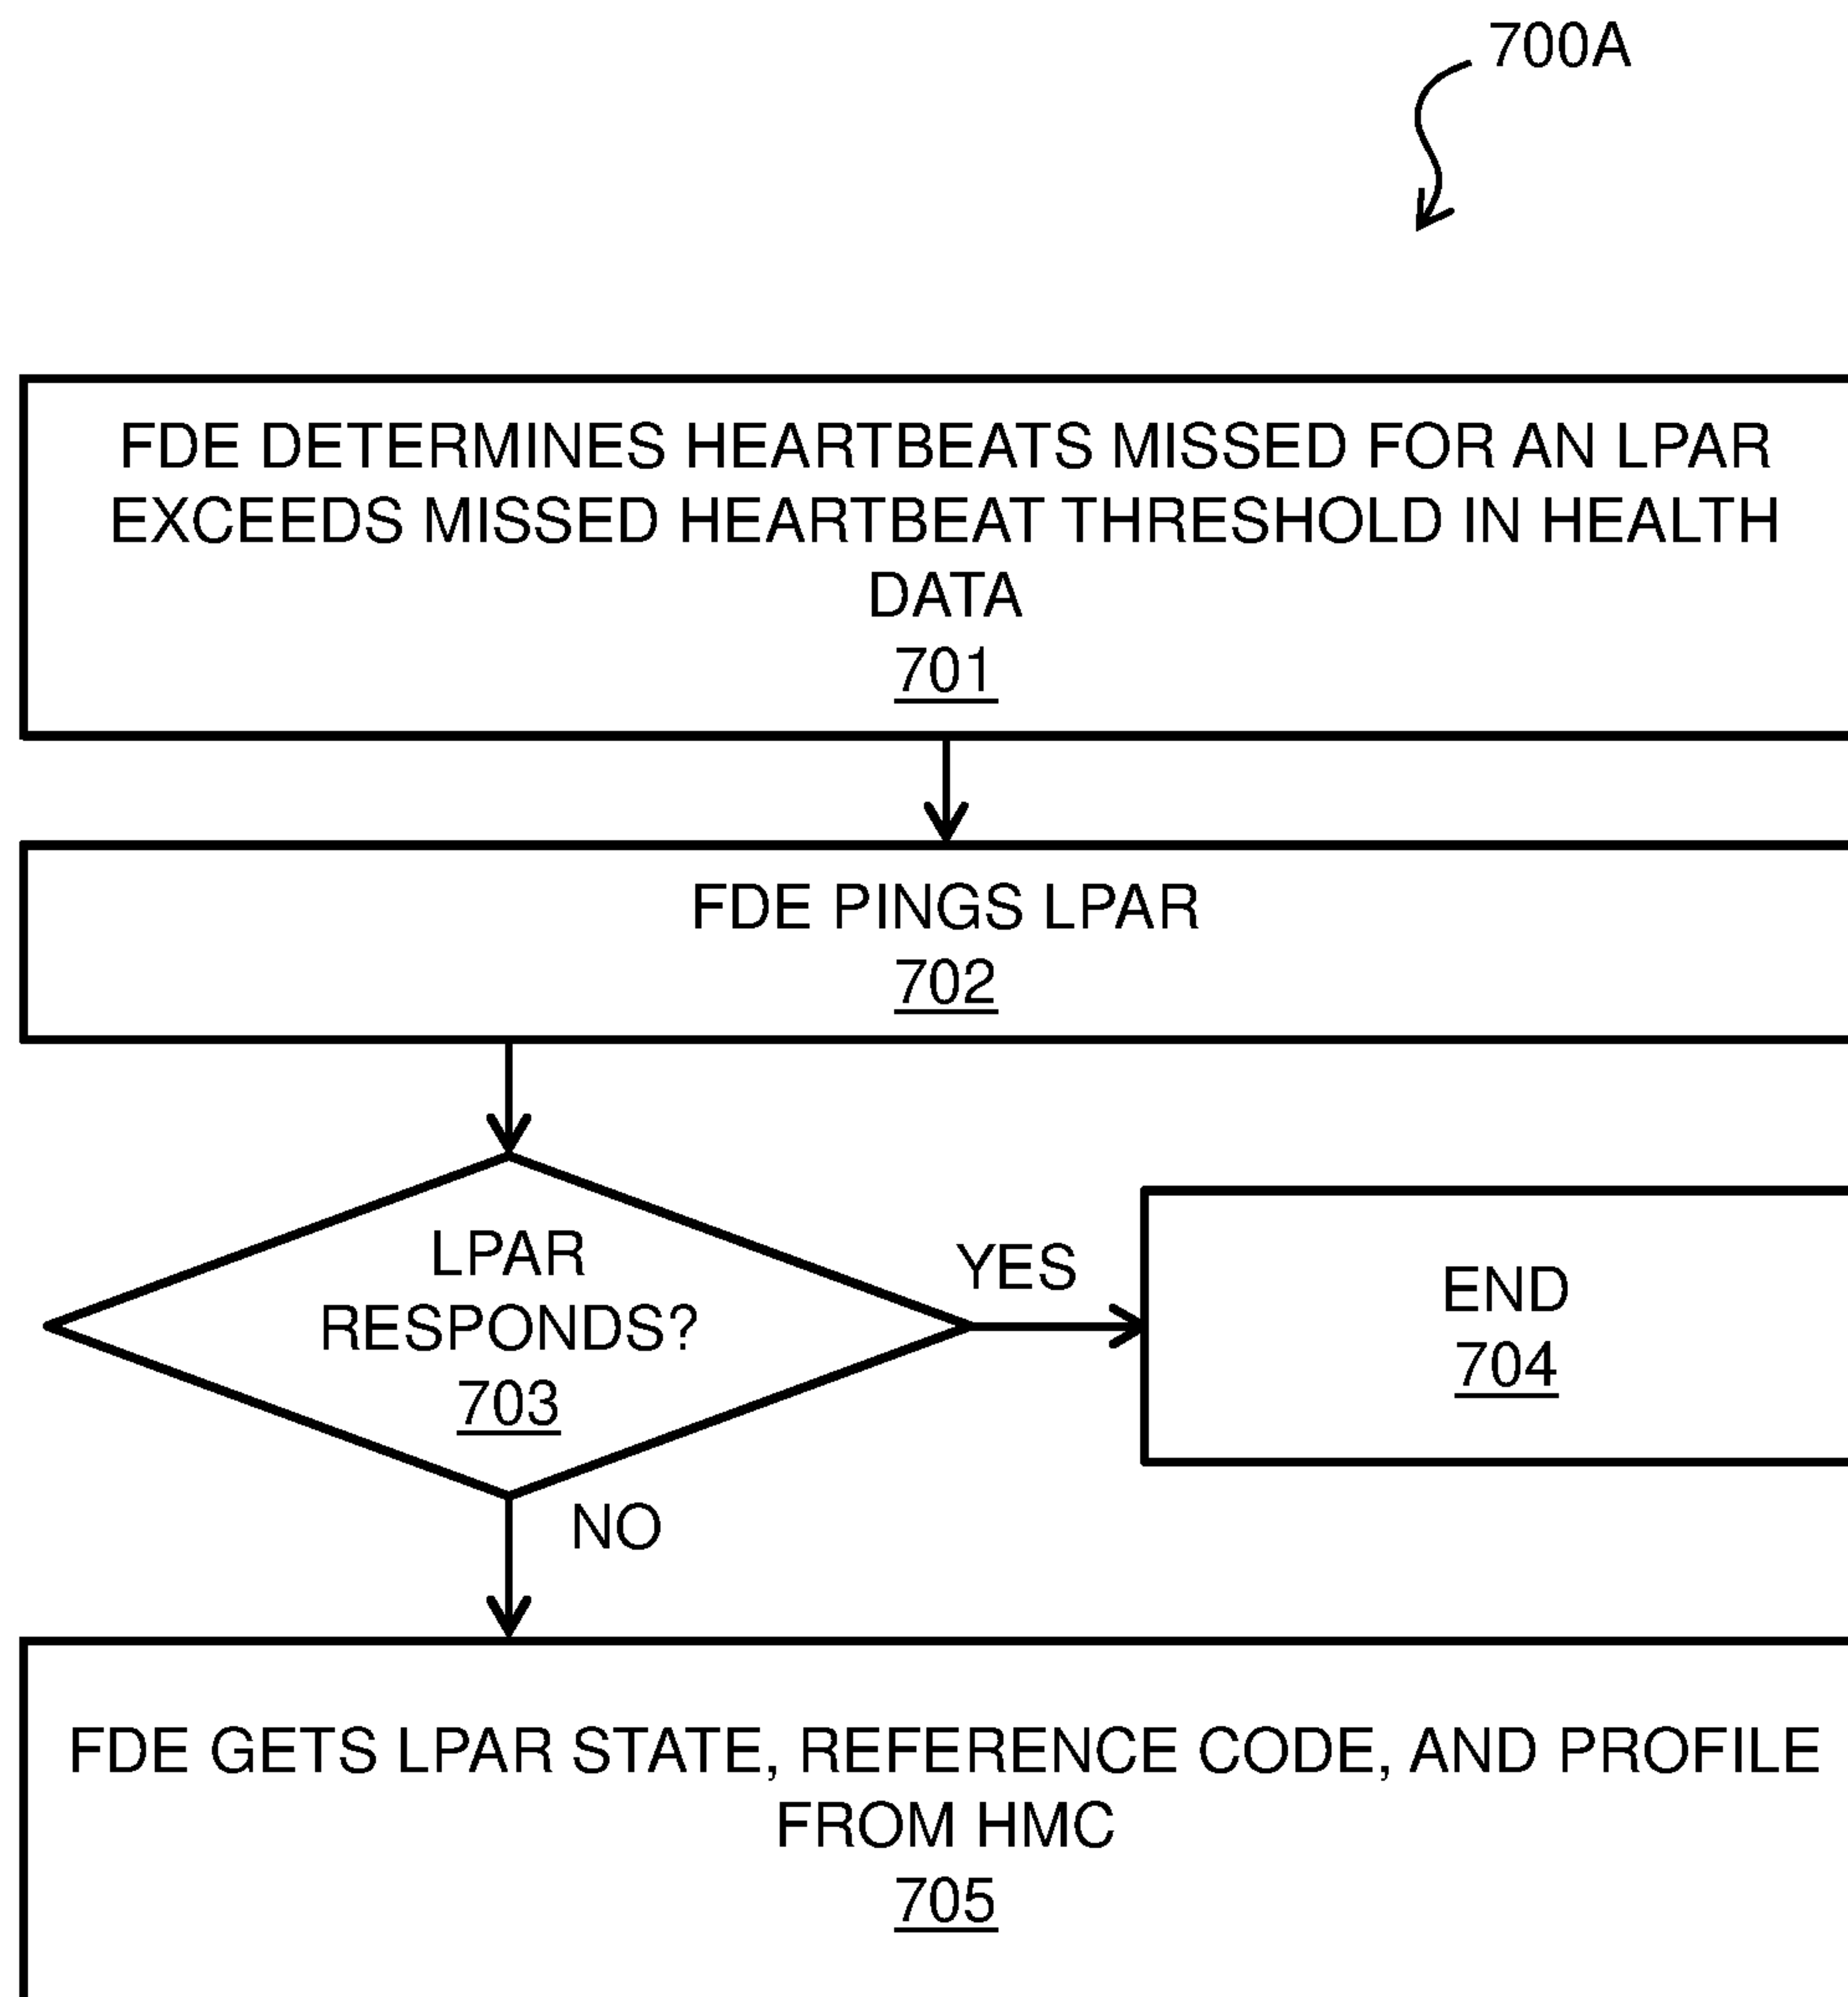 700A
FDE DETERMINES HEARTBEATS MISSED FOR AN LPAR
EXCEEDS MISSED HEARTBEAT THRESHOLD IN HEALTH
DATA
701
FDE PINGS LPAR
702
LPAR
RESPONDS?
703
YES
END
704
NO
FDE GETS LPAR STATE, REFERENCE CODE, AND PROFILE
FROM HMC
705